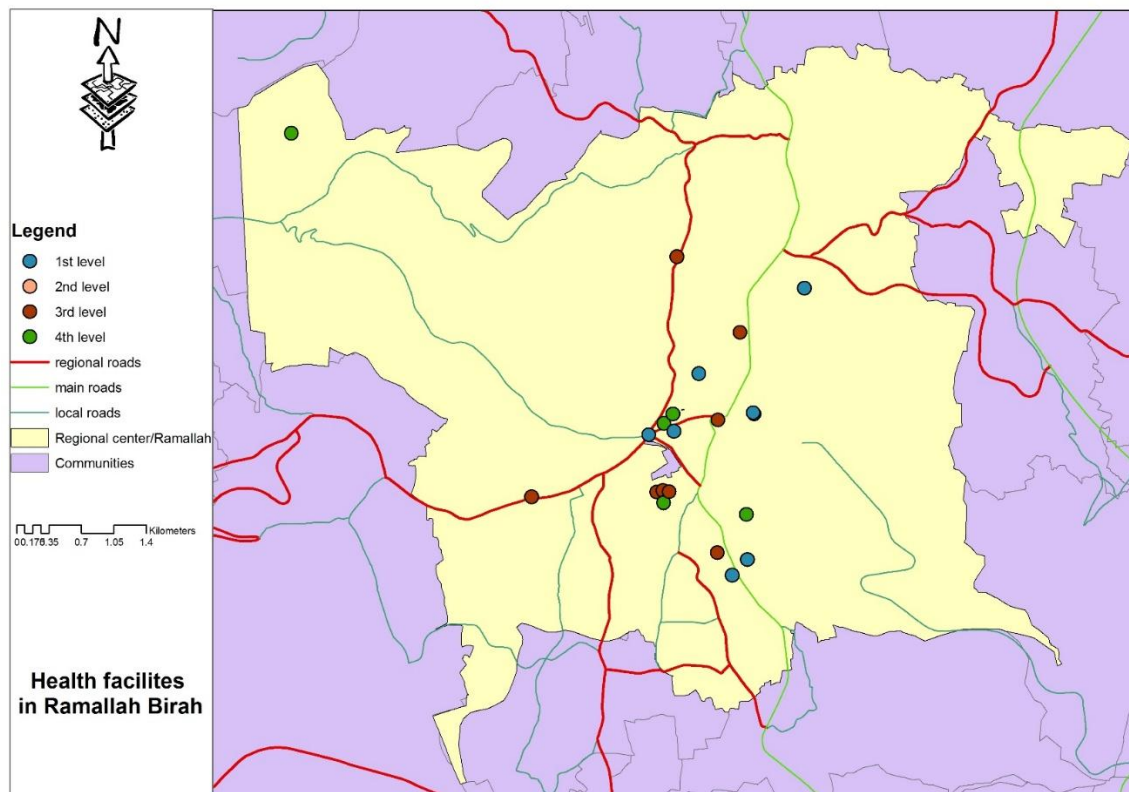 N
Legend
1st level
2nd level
3rd level
4th level
regional roads
main roads
local roads
Regional center/Ramallah
Communities
Kilometers
0.7 1.05 1.4
Health facilites
in Ramallah Birah